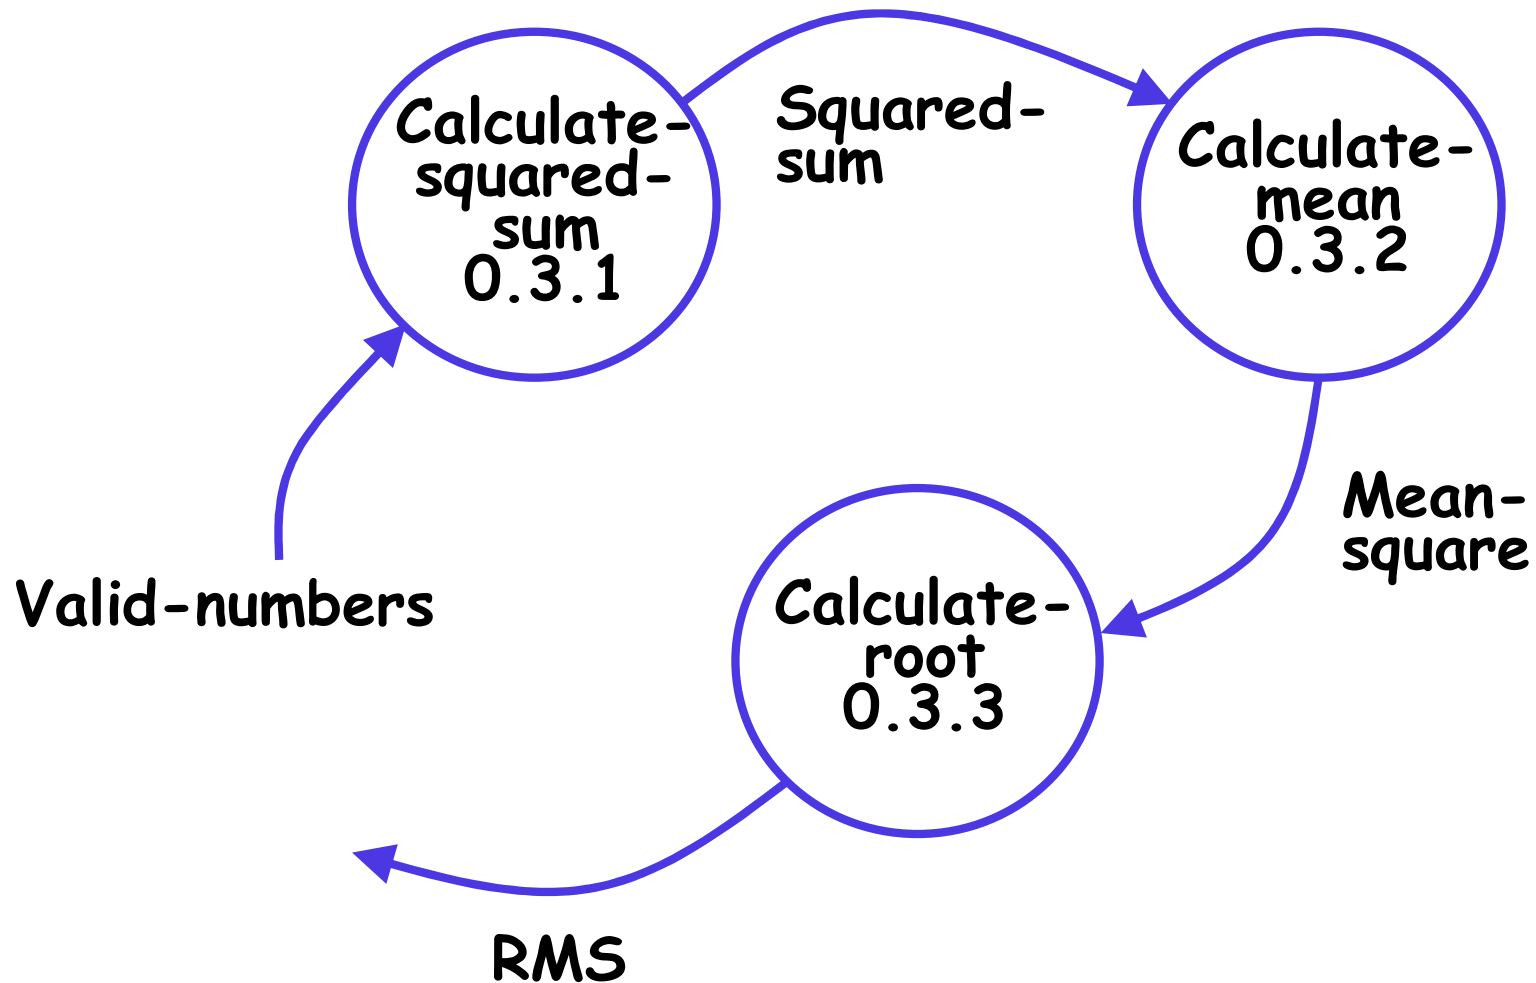 Calculate-
squared-
sum
0.3.1
Squared-
sum
Calculate-
mean
0.3.2
Mean-
square
Calculate-
root
0.3.3
Valid-numbers
RMS